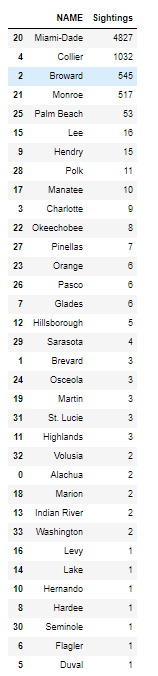 NAME Sightings
20 Miami-Dade 4827
4 Collier 1032
2 Broward 545
21 Monroe 517
25 Palm Beach 53
15 Lee 16
9 Hendry 15
28 Polk 11
17 Manatee 10
3 Charlotte 9
22 Okeechobee 8
27 Pinellas 7
23 Orange 6
26 Pasco 6
7 Glades 6
12 Hillsborough 5
29 Sarasota 4
1 Brevard 3
24 Osceola 3
19 Martin 3
31 St. Lucie 3
11 Highlands 3
32 Volusia 2
0 Alachua 2
18 Marion 2
13 Indian River 2
33 Washington 2
16 Levy 1
14 Lake 1
10 Hernando 1
8 Hardee 1
30 Seminole 1
6 Flagler 1
5 Duval 1